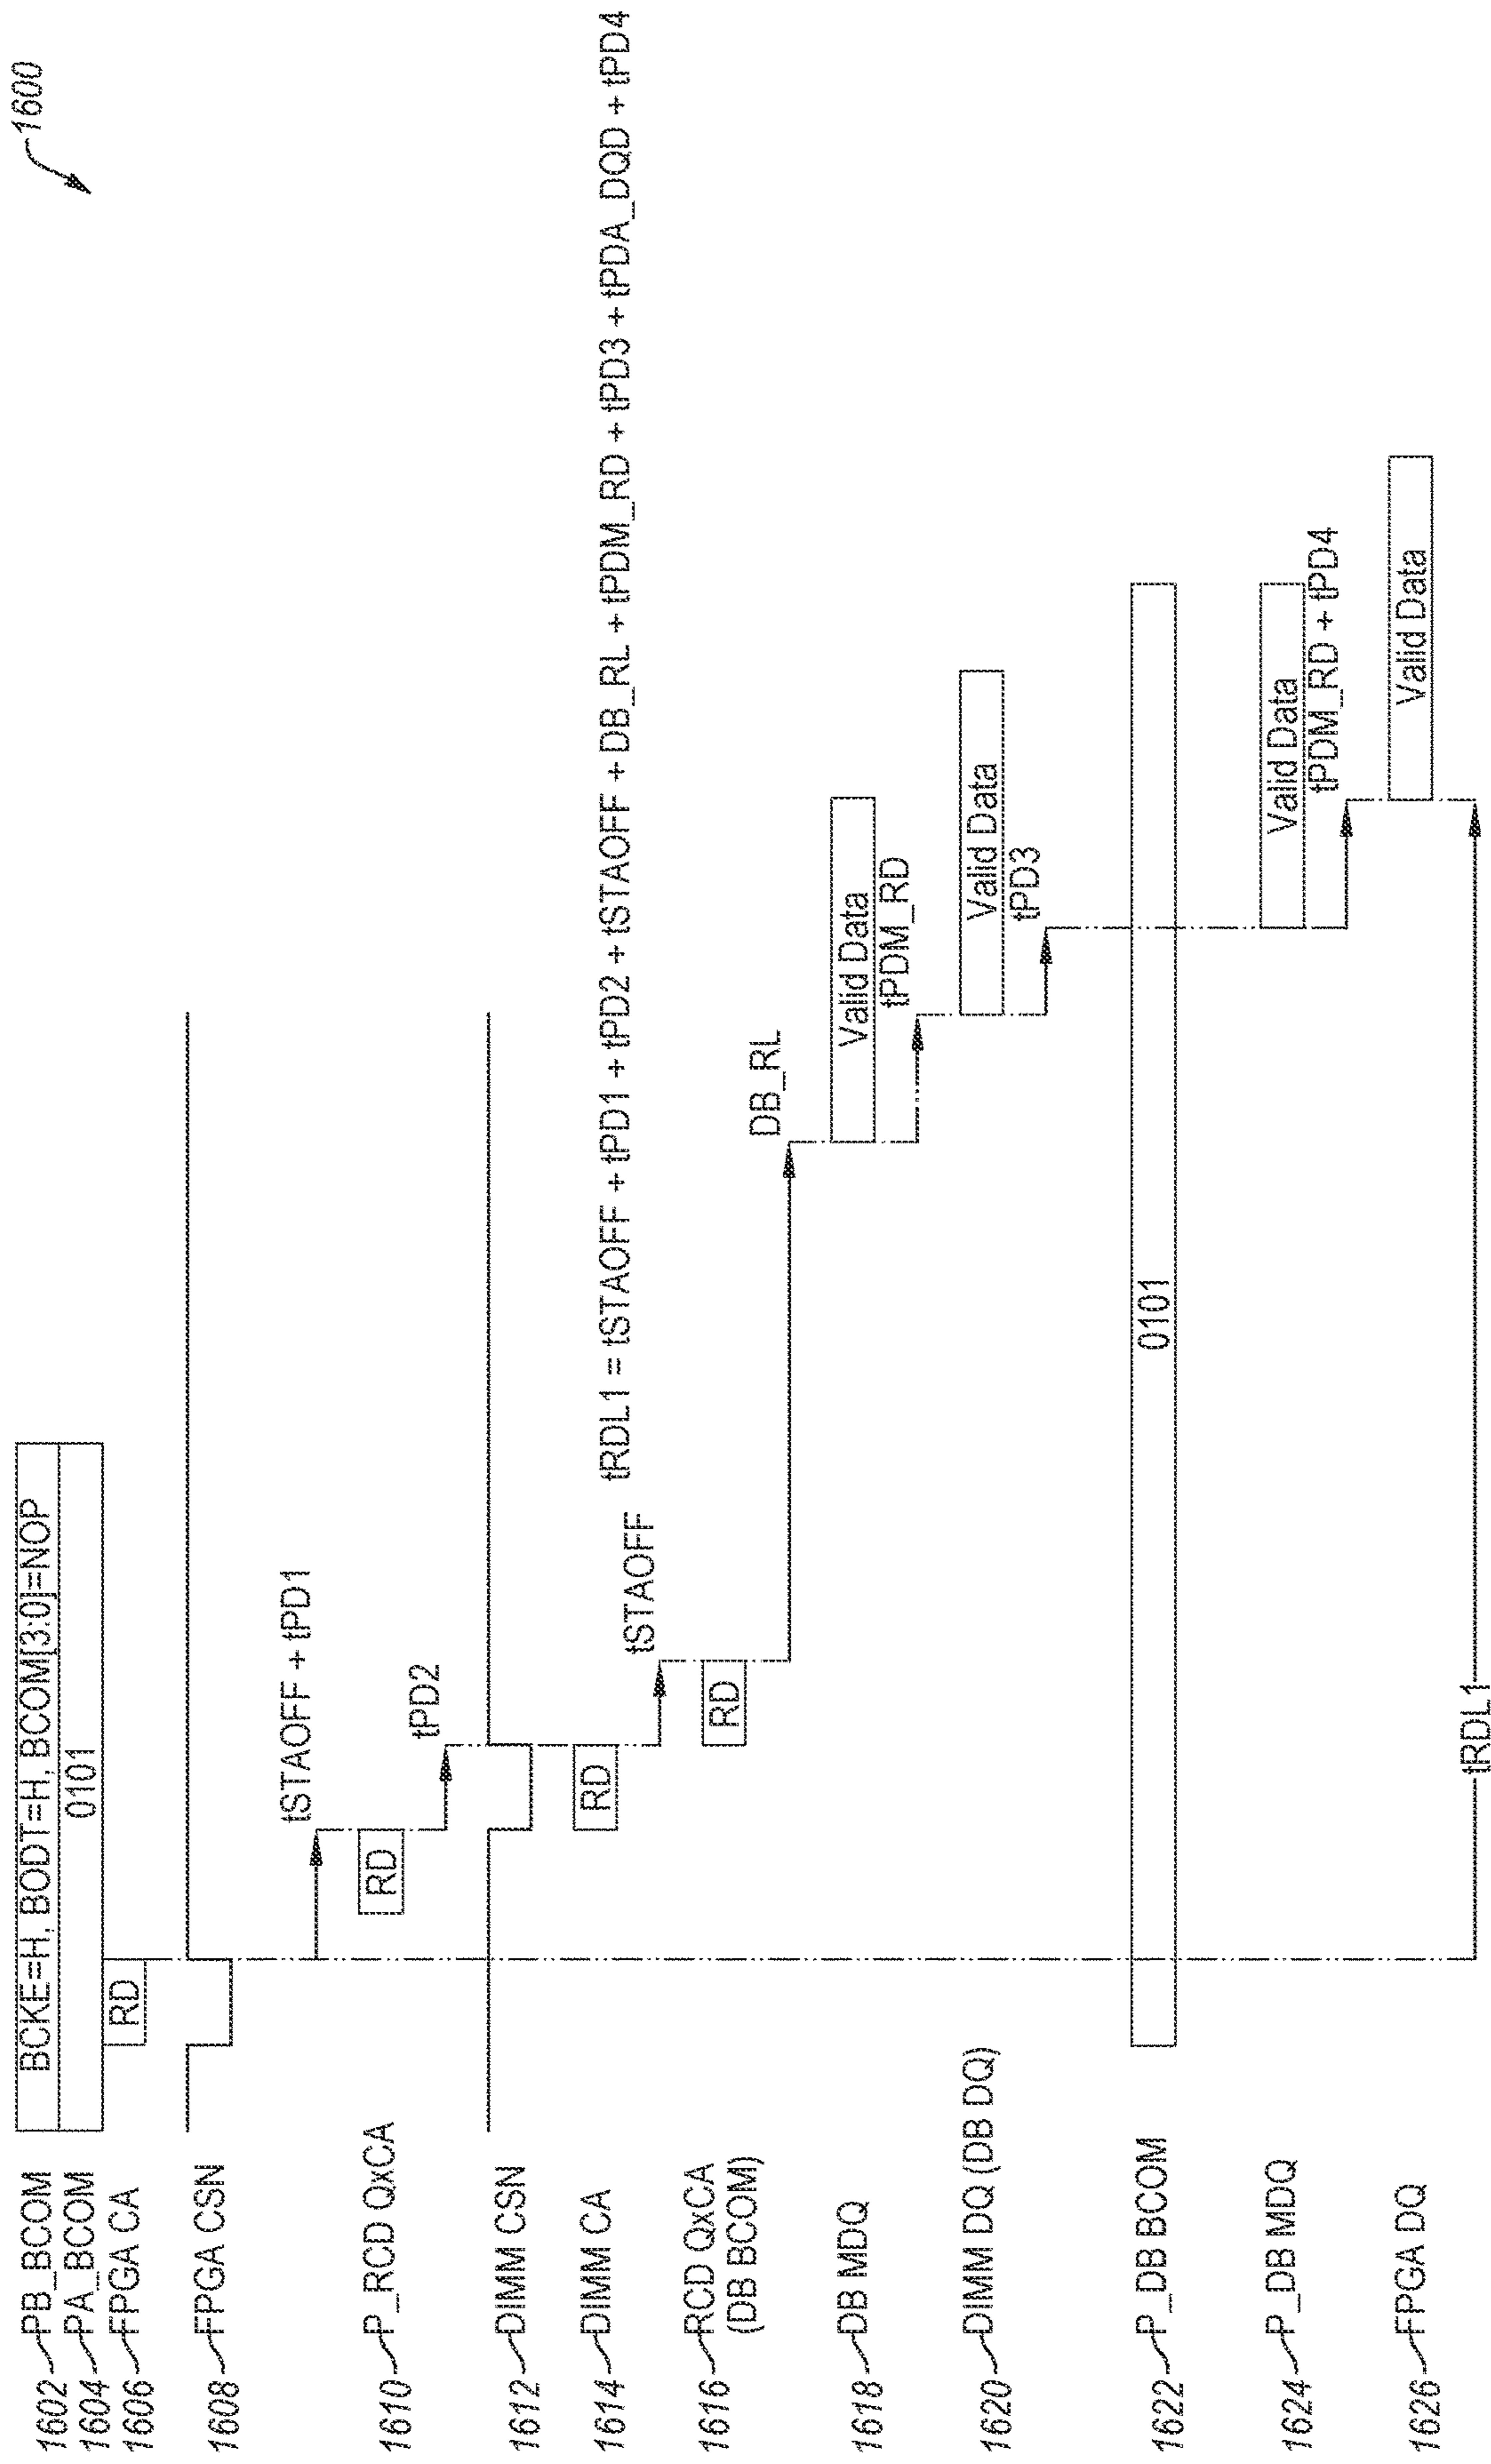 1600
1602 PB_BCOM BCKE=H, BODT=H, BCOM[3:0]=NOP
1604 PA_BCOM 0101
1606 FPGA CA RD
1608 FPGA CSN
tSTAOFF + tPD1
1610 P_RCD QxCA RD
tPD2
1612 DIMM CSN
1614 DIMM CA RD
tRDL1 = tSTAOFF + tPD1 + tPD2 + tSTAOFF + DB_RL + tPDM_RD + tPD3 + tPDA_DQD + tPD4
tSTAOFF
1616 RCD QxCA RD
(DB BCOM)
DB_RL
1618 DB MDQ Valid Data
tPDM_RD
1620 DIMM DQ (DB DQ) Valid Data
tPD3
1622 P_DB BCOM 0101
1624 P_DB MDQ Valid Data
tPDM_RD + tPD4
1626 FPGA DQ Valid Data
tRDL1